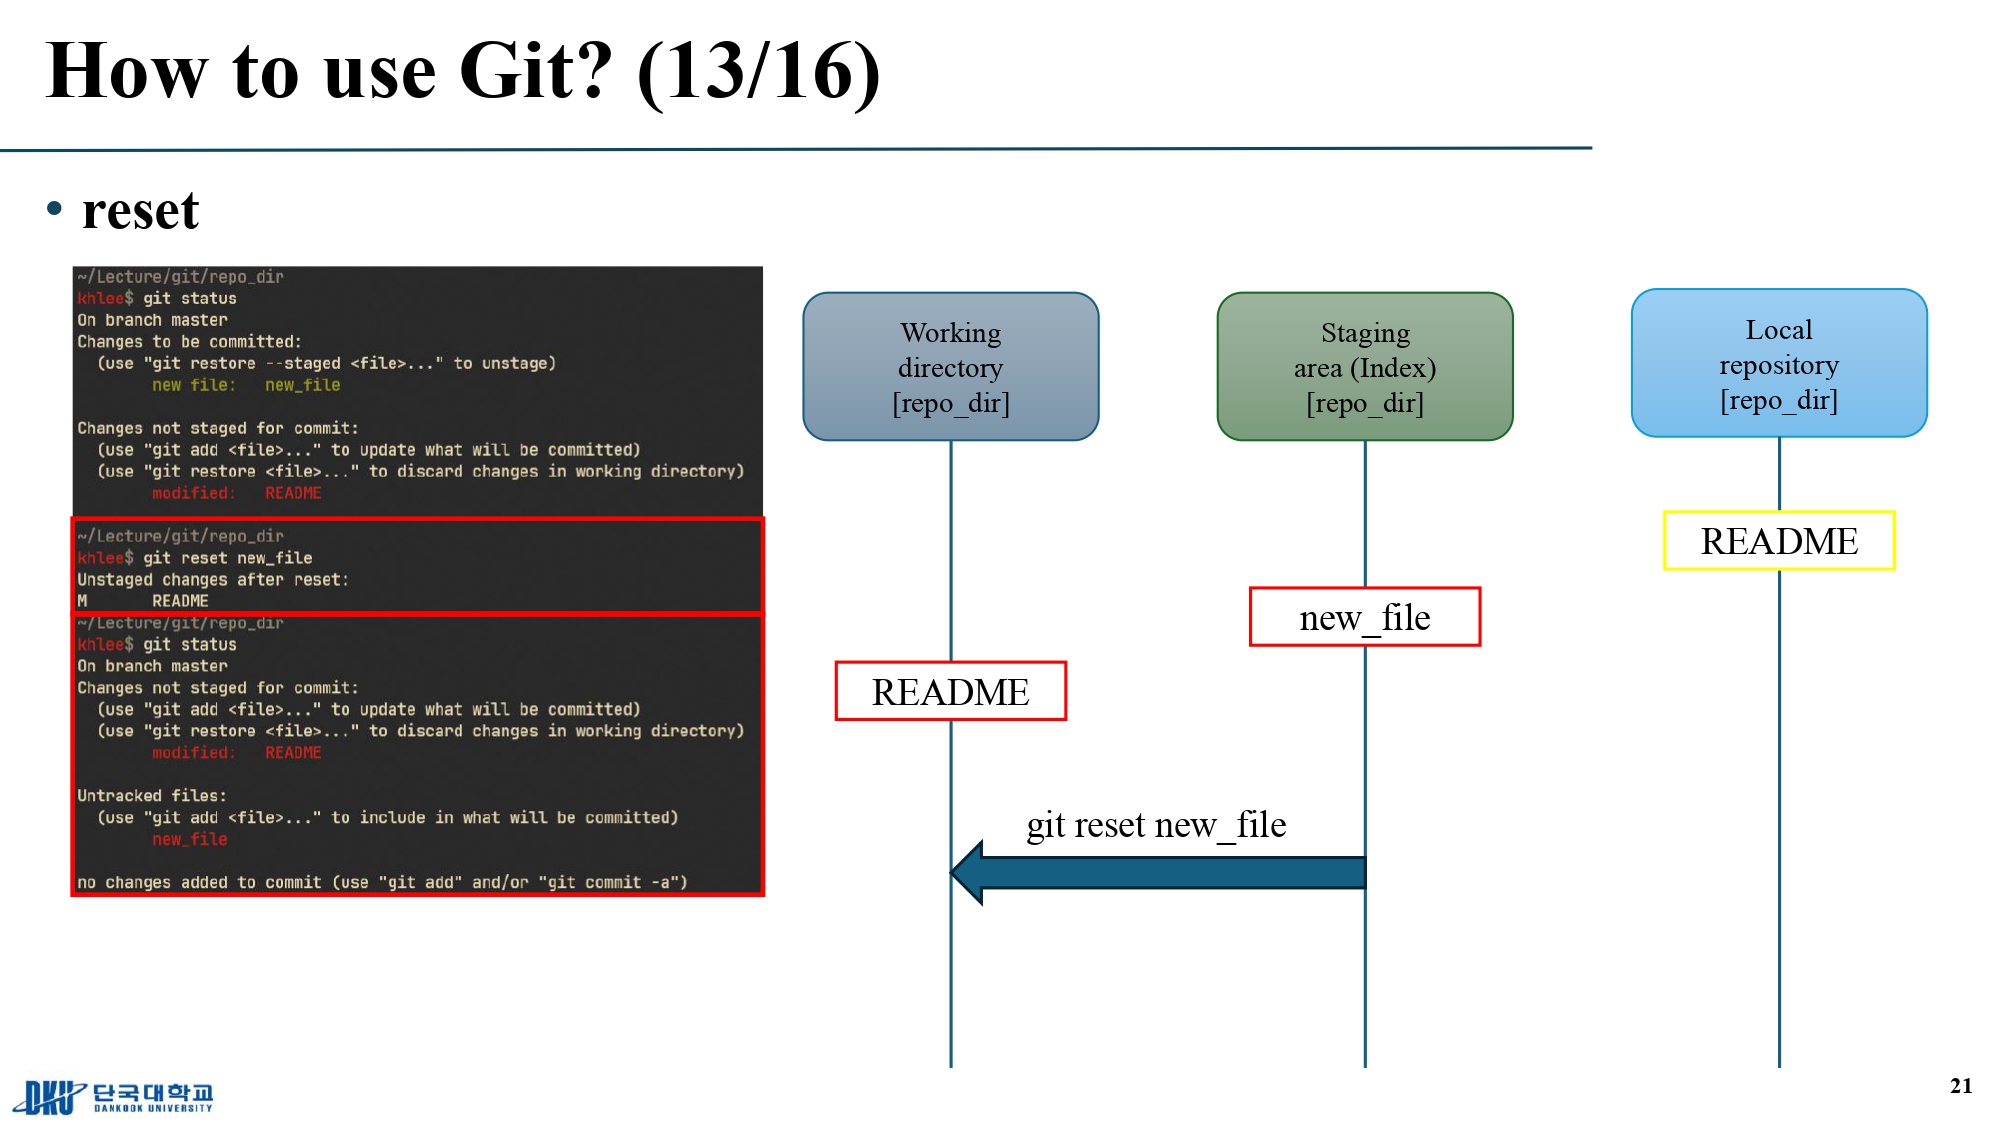 How to use Git? (13/16)
• reset
~/Lecture/git/repo_dir
khlee$ git status
On branch master
Changes to be committed:
  (use "git restore --staged <file>..." to unstage)
        new file:   new_file

Changes not staged for commit:
  (use "git add <file>..." to update what will be committed)
  (use "git restore <file>..." to discard changes in working directory)
        modified:   README

~/Lecture/git/repo_dir
khlee$ git reset new_file
Unstaged changes after reset:
M       README
~/Lecture/git/repo_dir
khlee$ git status
On branch master
Changes not staged for commit:
  (use "git add <file>..." to update what will be committed)
  (use "git restore <file>..." to discard changes in working directory)
        modified:   README

Untracked files:
  (use "git add <file>..." to include in what will be committed)
        new_file

no changes added to commit (use "git add" and/or "git commit -a")
Working
directory
[repo_dir]
Staging
area (Index)
[repo_dir]
Local
repository
[repo_dir]
README
new_file
README
git reset new_file
DKU 단국대학교
DANKOOK UNIVERSITY
21